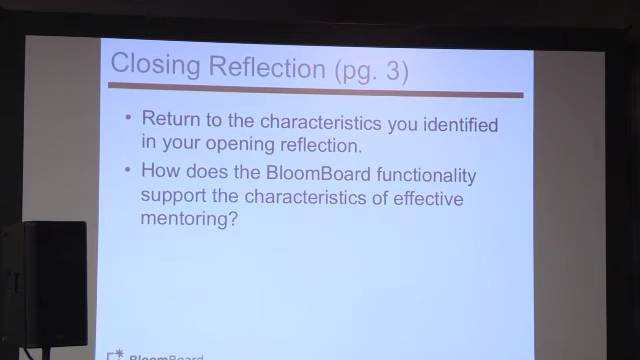 Closing Reflection (pg. 3)
• Return to the characteristics you identified
in your opening reflection.
• How does the BloomBoard functionality
support the characteristics of effective
mentoring?
BloomBoard